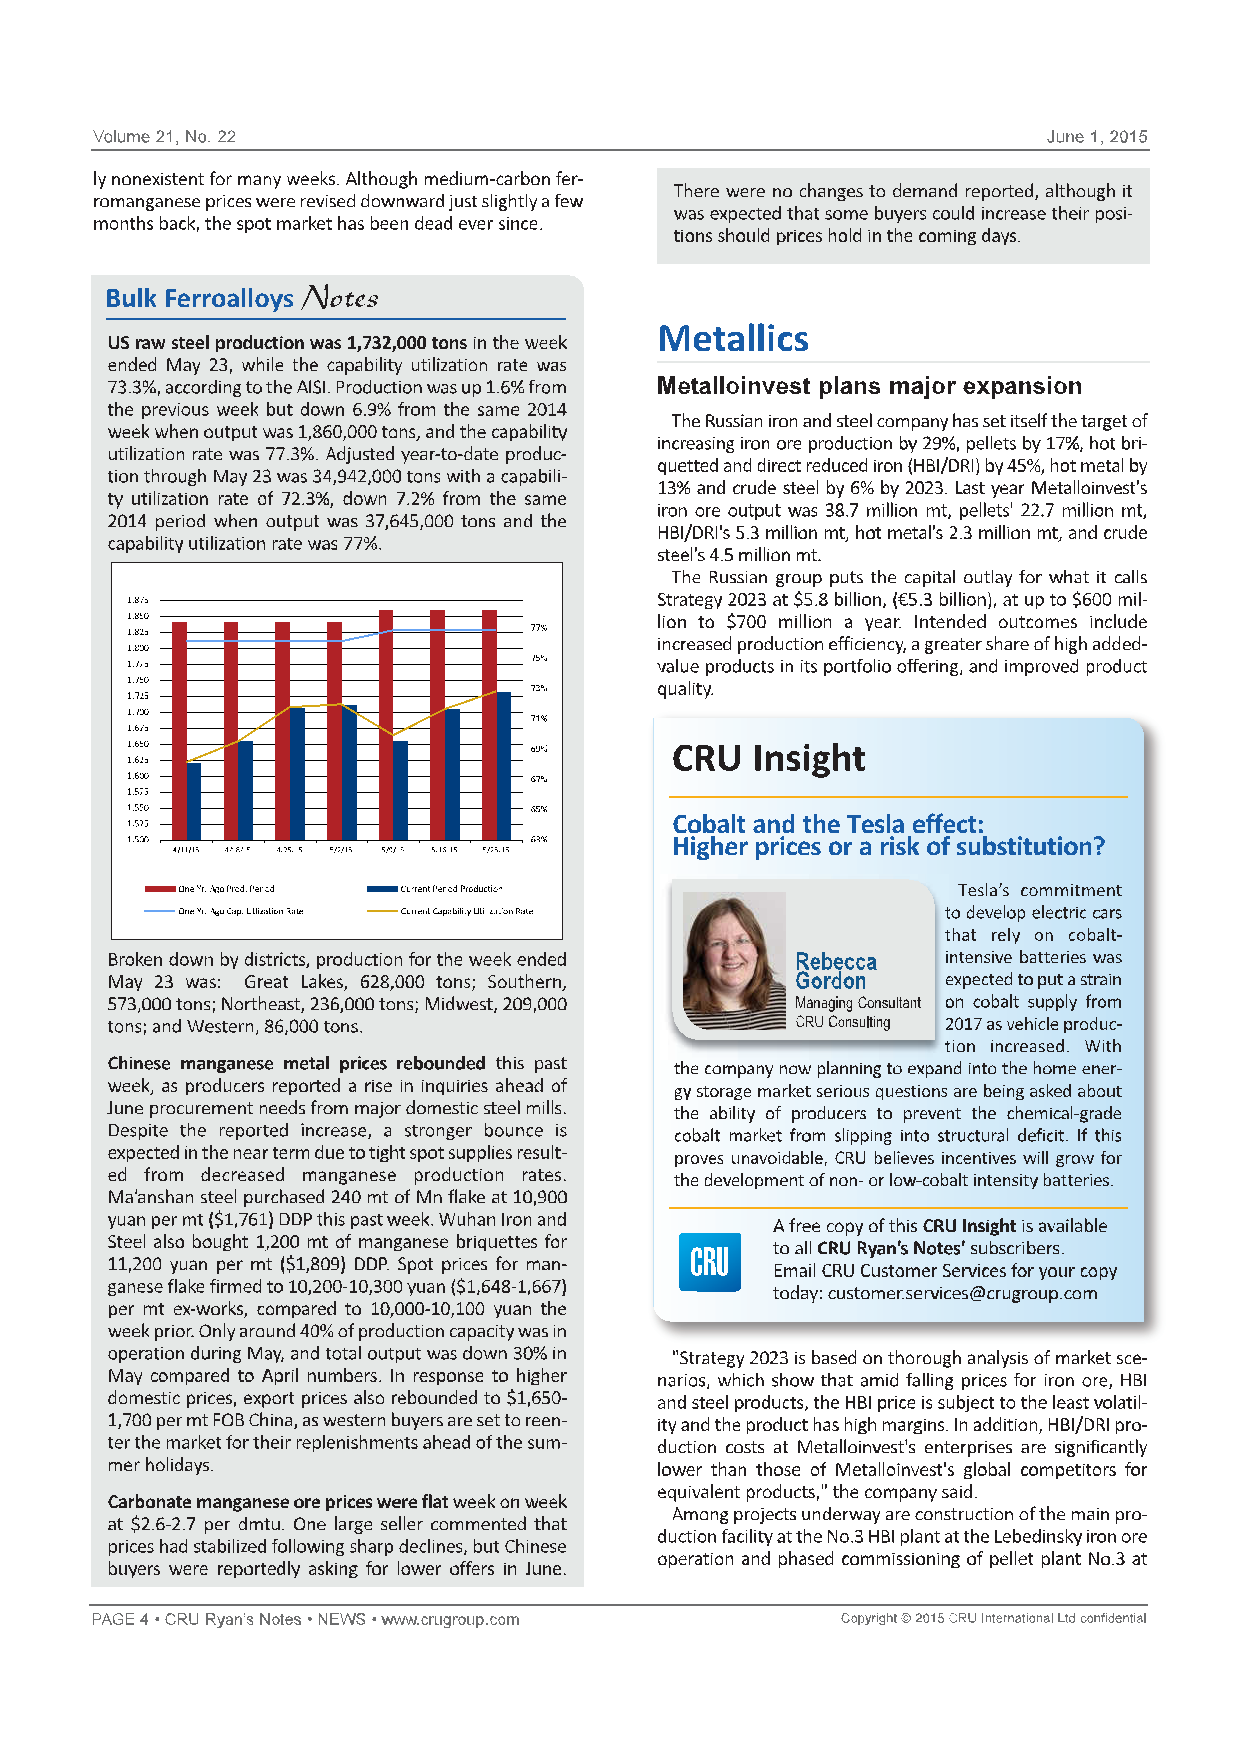 Volume 21, No. 22
June 1, 2015
ly nonexistent for many weeks. Although medium-carbon fer-
romanganese prices were revised downward just slightly a few
months back, the spot market has been dead ever since.
Bulk Ferroalloys Notes
US raw steel production was 1,732,000 tons in the week
ended May 23, while the capability utilization rate was
73.3%, according to the AISI. Production was up 1.6% from
the previous week but down 6.9% from the same 2014
week when output was 1,860,000 tons, and the capability
utilization rate was 77.3%. Adjusted year-to-date produc-
tion through May 23 was 34,942,000 tons with a capabili-
ty utilization rate of 72.3%, down 7.2% from the same
2014 period when output was 37,645,000 tons and the
capability utilization rate was 77%.
1.875
1.850
1.825
1.800
1.775
1.750
1.725
1.700
1.675
1.650
1.625
1.600
1.575
1.550
1.525
1.500
77%
75%
73%
71%
69%
67%
65%
63%
4/11/15
5/2/15
One Yr. Ago Prod. Period
Current Period Production
One Yr. Ago Cap. Utilization Rate
Current Capability Utilization Rate
Broken down by districts, production for the week ended
May 23 was: Great Lakes, 628,000 tons; Southern,
573,000 tons; Northeast, 236,000 tons; Midwest, 209,000
tons; and Western, 86,000 tons.
Chinese manganese metal prices rebounded this past
week, as producers reported a rise in inquiries ahead of
June procurement needs from major domestic steel mills.
Despite the reported increase, a stronger bounce is
expected in the near term due to tight spot supplies result-
ed from decreased manganese production rates.
Ma'anshan steel purchased 240 mt of Mn flake at 10,900
yuan per mt ($1,761) DDP this past week. Wuhan Iron and
Steel also bought 1,200 mt of manganese briquettes for
11,200 yuan per mt ($1,809) DDP. Spot prices for man-
ganese flake firmed to 10,200-10,300 yuan ($1,648-1,667)
per mt ex-works, compared to 10,000-10,100 yuan the
week prior. Only around 40% of production capacity was in
operation during May, and total output was down 30% in
May compared to April numbers. In response to higher
domestic prices, export prices also rebounded to $1,650-
1,700 per mt FOB China, as western buyers are set to reen-
ter the market for their replenishments ahead of the sum-
mer holidays.
Carbonate manganese ore prices were flat week on week
at $2.6-2.7 per dmtu. One large seller commented that
prices had stabilized following sharp declines, but Chinese
buyers were reportedly asking for lower offers in June.
There were no changes to demand reported, although it
was expected that some buyers could increase their posi-
tions should prices hold in the coming days.
Metallics
Metalloinvest plans major expansion
The Russian iron and steel company has set itself the target of
increasing iron ore production by 29%, pellets by 17%, hot bri-
quetted and direct reduced iron (HBI/DRI) by 45%, hot metal by
13% and crude steel by 6% by 2023. Last year Metalloinvest's
iron ore output was 38.7 million mt, pellets' 22.7 million mt,
HBI/DRI's 5.3 million mt, hot metal's 2.3 million mt, and crude
steel's 4.5 million mt.
The Russian group puts the capital outlay for what it calls
Strategy 2023 at $5.8 billion, (€5.3 billion), at up to $600 mil-
lion to $700 million a year. Intended outcomes include
increased production efficiency, a greater share of high added-
value products in its portfolio offering, and improved product
quality.
CRU Insight
Cobalt and the Tesla effect:
Higher prices or a risk of substitution?
Rebecca
Gordon
Managing Consultant
CRU Consulting
Tesla's commitment
to develop electric cars
that rely on cobalt-
intensive batteries was
expected to put a strain
on cobalt supply from
2017 as vehicle produc-
tion increased. With
the company now planning to expand into the home ener-
gy storage market serious questions are being asked about
the ability of producers to prevent the chemical-grade
cobalt market from slipping into structural deficit. If this
proves unavoidable, CRU believes incentives will grow for
the development of non- or low-cobalt intensity batteries.
CRU
A free copy of this CRU Insight is available
to all CRU Ryan's Notes' subscribers.
Email CRU Customer Services for your copy
today: customer.services@crugroup.com
"Strategy 2023 is based on thorough analysis of market sce-
narios, which show that amid falling prices for iron ore, HBI
and steel products, the HBI price is subject to the least volatil-
ity and the product has high margins. In addition, HBI/DRI pro-
duction costs at Metalloinvest's enterprises are significantly
lower than those of Metalloinvest's global competitors for
equivalent products," the company said.
Among projects underway are construction of the main pro-
duction facility at the No.3 HBI plant at the Lebedinsky iron ore
operation and phased commissioning of pellet plant No.3 at
PAGE 4 • CRU Ryan's Notes • NEWS • www.crugroup.com
Copyright © 2015 CRU International Ltd confidential